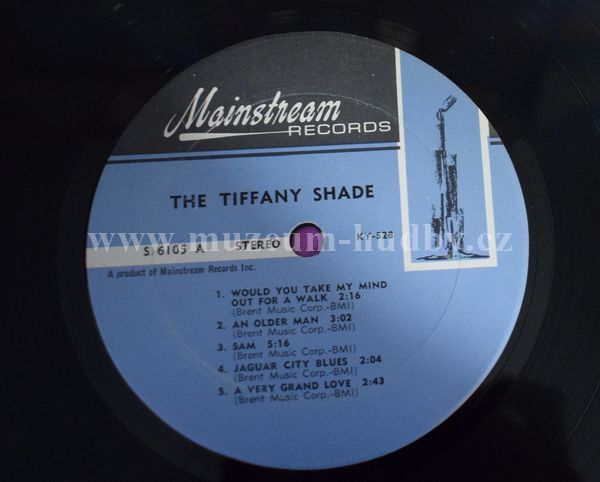 Mainstream
RECORDS
THE TIFFANY SHADE
www.muzeum-hudby.cz
S/6105 A STEREO KY-528
A product of Mainstream Records Inc.
1. WOULD YOU TAKE MY MIND
OUT FOR A WALK 2:16
(Brent Music Corp.-BMI)
2. AN OLDER MAN 3:02
(Brent Music Corp.-BMI)
3. SAM 5:16
(Brent Music Corp.-BMI)
4. JAGUAR CITY BLUES 2:04
(Brent Music Corp.-BMI)
5. A VERY GRAND LOVE 2:43
(Brent Music Corp.-BMI)